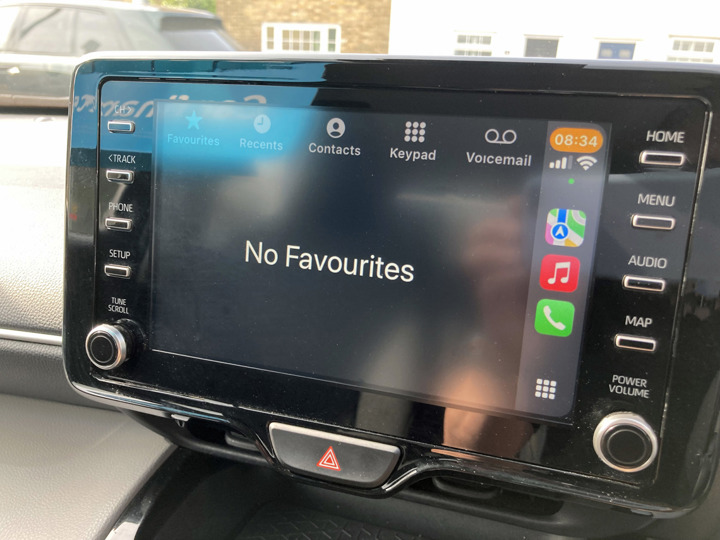 CH>
<TRACK
PHONE
SETUP
TUNE
SCROLL
Favourites
Recents
Contacts
Keypad
Voicemail
No Favourites
08:34
HOME
MENU
AUDIO
MAP
POWER
VOLUME